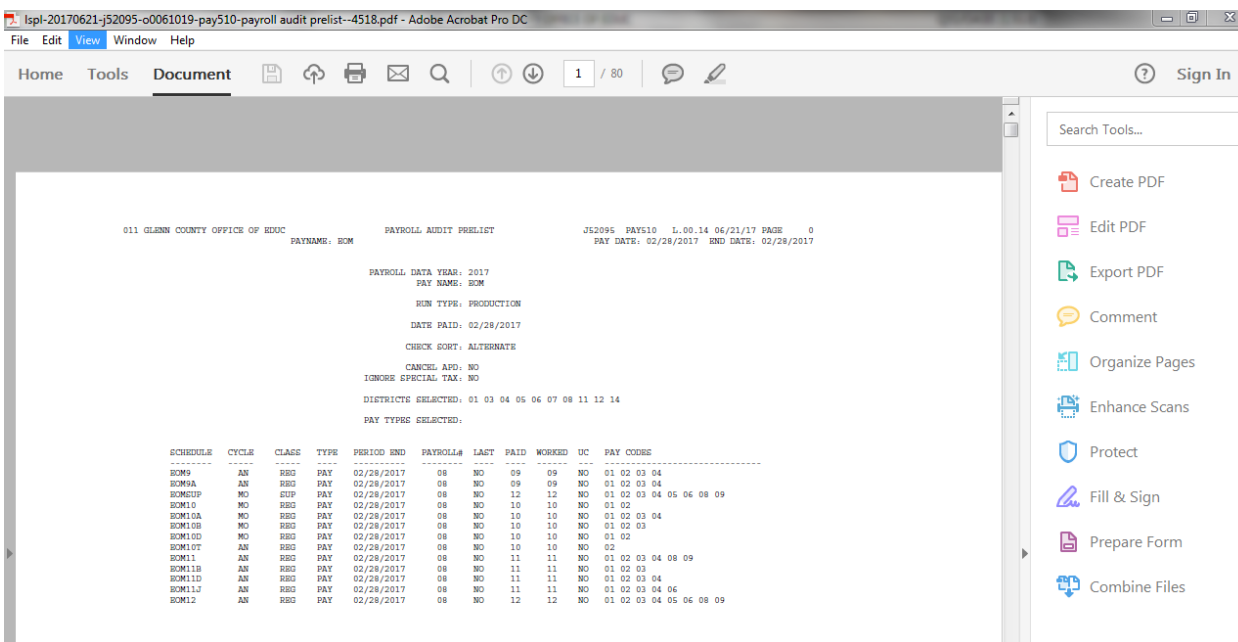 lspl-20170621-j52095-o0061019-pay510-payroll audit prelist--4518.pdf - Adobe Acrobat Pro DC
File Edit View Window Help
Home Tools Document 1 / 80 Sign In
Search Tools...
Create PDF
Edit PDF
Export PDF
Comment
Organize Pages
Enhance Scans
Protect
Fill & Sign
Prepare Form
Combine Files
011 GLENN COUNTY OFFICE OF EDUC PAYROLL AUDIT PRELIST J52095 PAY510 L.00.14 06/21/17 PAGE 0
PAYNAME: EOM PAY DATE: 02/28/2017 END DATE: 02/28/2017
PAYROLL DATA YEAR: 2017
PAY NAME: EOM
RUN TYPE: PRODUCTION
DATE PAID: 02/28/2017
CHECK SORT: ALTERNATE
CANCEL APD: NO
IGNORE SPECIAL TAX: NO
DISTRICTS SELECTED: 01 03 04 05 06 07 08 11 12 14
PAY TYPES SELECTED:
SCHEDULE CYCLE CLASS TYPE PERIOD END PAYROLL# LAST PAID WORKED UC PAY CODES
-------- ----- ----- ---- ---------- -------- ---- ---- ------ -- ------------------------------
EOM9 AN REG PAY 02/28/2017 08 NO 09 09 NO 01 02 03 04
EOM9A AN REG PAY 02/28/2017 08 NO 09 09 NO 01 02 03 04
EOMSUP MO SUP PAY 02/28/2017 08 NO 12 12 NO 01 02 03 04 05 06 08 09
EOM10 MO REG PAY 02/28/2017 08 NO 10 10 NO 01 02
EOM10A MO REG PAY 02/28/2017 08 NO 10 10 NO 01 02 03 04
EOM10B MO REG PAY 02/28/2017 08 NO 10 10 NO 01 02 03
EOM10D MO REG PAY 02/28/2017 08 NO 10 10 NO 01 02
EOM10T AN REG PAY 02/28/2017 08 NO 10 10 NO 02
EOM11 AN REG PAY 02/28/2017 08 NO 11 11 NO 01 02 03 04 08 09
EOM11B AN REG PAY 02/28/2017 08 NO 11 11 NO 01 02 03
EOM11D AN REG PAY 02/28/2017 08 NO 11 11 NO 01 02 03 04
EOM11J AN REG PAY 02/28/2017 08 NO 11 11 NO 01 02 03 04 06
EOM12 AN REG PAY 02/28/2017 08 NO 12 12 NO 01 02 03 04 05 06 08 09